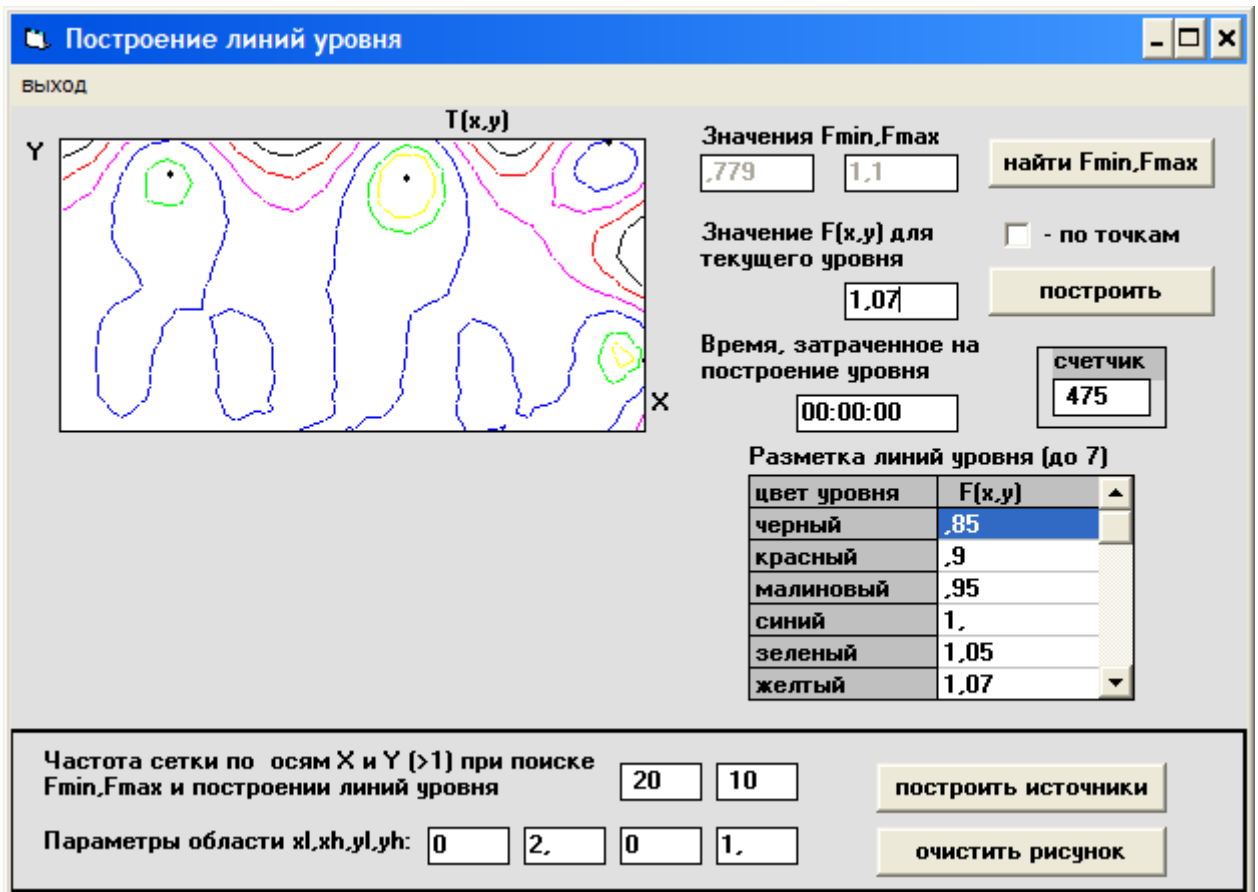 Построение линий уровня
выход
T(x,y)
Y
X
Значения Fmin,Fmax
,779 1,1
найти Fmin,Fmax
Значение F(x,y) для
текущего уровня
1,07
- по точкам
построить
Время, затраченное на
построение уровня
00:00:00
счетчик
475
Разметка линий уровня (до 7)
цвет уровня F(x,y)
черный ,85
красный ,9
малиновый ,95
синий 1,
зеленый 1,05
желтый 1,07
Частота сетки по осям X и Y (>1) при поиске
Fmin,Fmax и построении линий уровня
20 10
построить источники
Параметры области xl,xh,yl,yh: 0 2, 0 1,
очистить рисунок